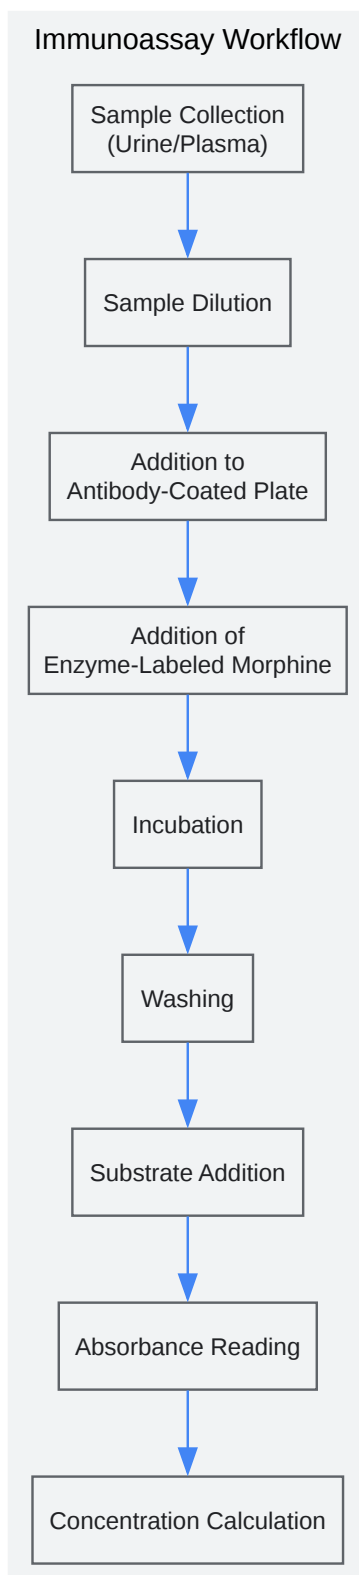 Immunoassay Workflow
Sample Collection
(Urine/Plasma)
Sample Dilution
Addition to
Antibody-Coated Plate
Addition of
Enzyme-Labeled Morphine
Incubation
Washing
Substrate Addition
Absorbance Reading
Concentration Calculation